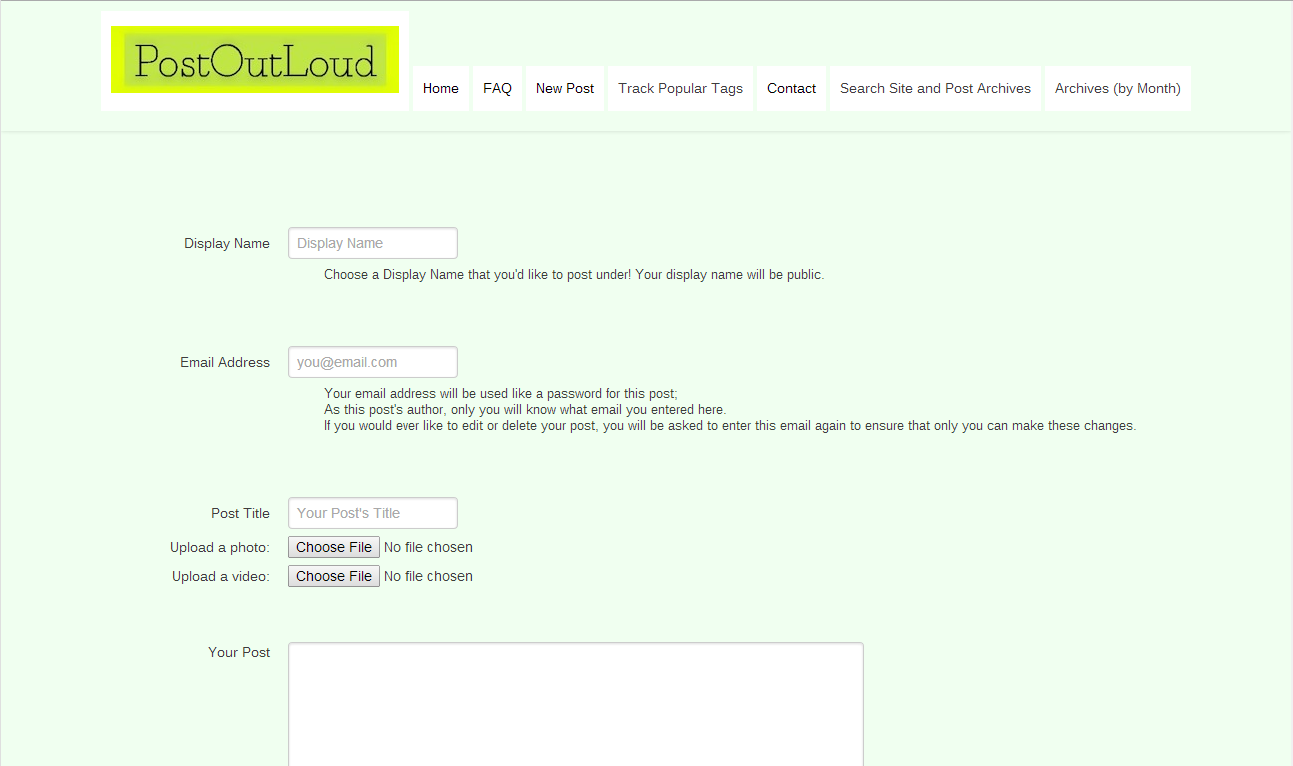 PostOutLoud
Home FAQ New Post Track Popular Tags Contact Search Site and Post Archives Archives (by Month)
Display Name Display Name
Choose a Display Name that you'd like to post under! Your display name will be public.
Email Address you@email.com
Your email address will be used like a password for this post;
As this post's author, only you will know what email you entered here.
If you would ever like to edit or delete your post, you will be asked to enter this email again to ensure that only you can make these changes.
Post Title Your Post's Title
Upload a photo: Choose File No file chosen
Upload a video: Choose File No file chosen
Your Post